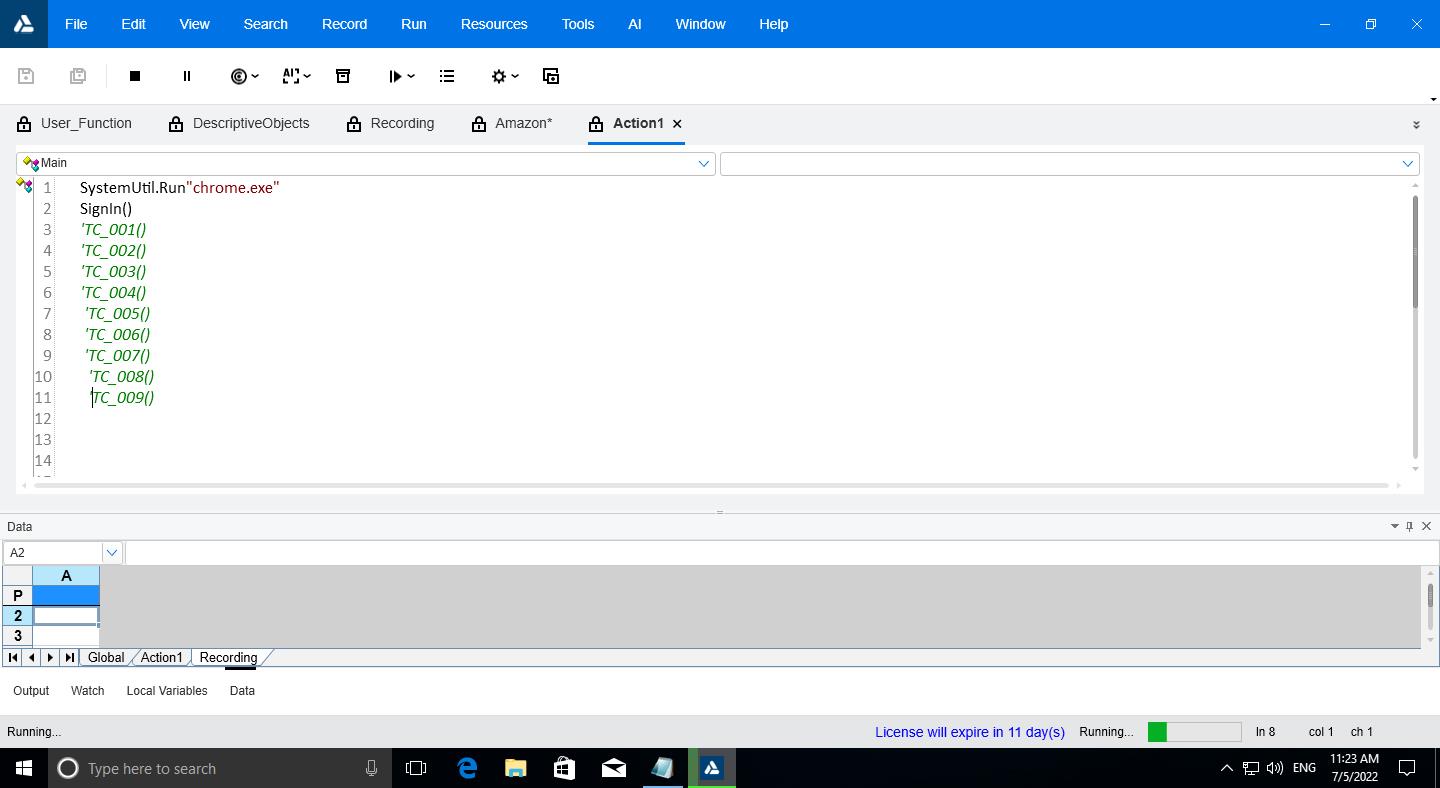 File Edit View Search Record Run Resources Tools AI Window Help
User_Function DescriptiveObjects Recording Amazon* Action1
Main
1 SystemUtil.Run"chrome.exe"
2 SignIn()
3 'TC_001()
4 'TC_002()
5 'TC_003()
6 'TC_004()
7 'TC_005()
8 'TC_006()
9 'TC_007()
10 'TC_008()
11 'TC_009()
12
13
14
Data
A2
A
P
2
3
Global Action1 Recording
Output Watch Local Variables Data
Running... License will expire in 11 day(s) Running... ln 8 col 1 ch 1
Type here to search ENG 11:23 AM
7/5/2022